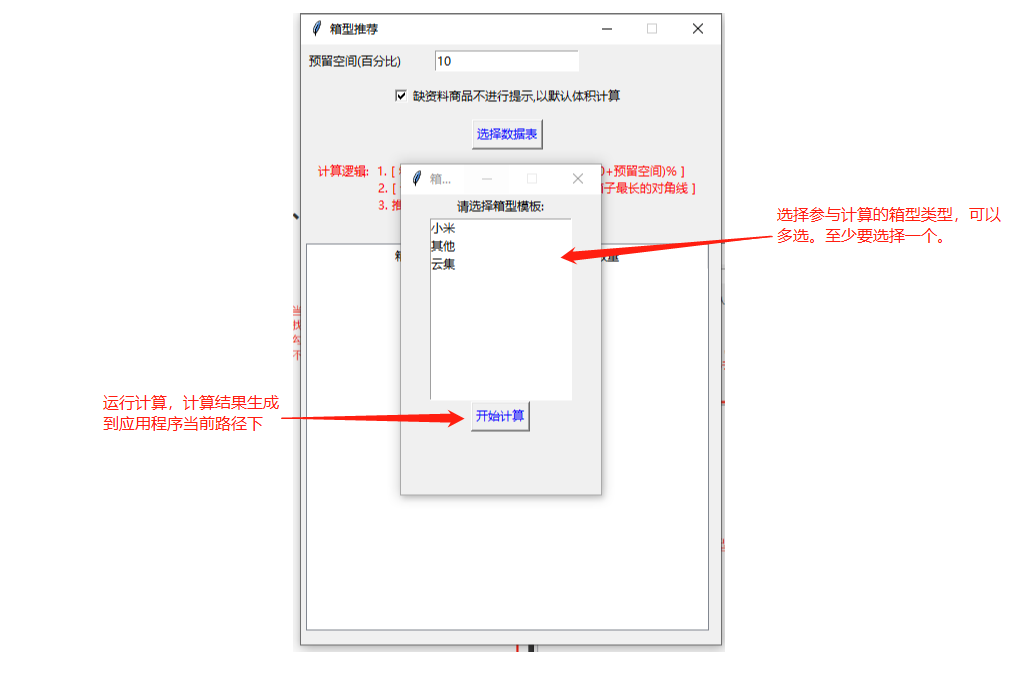 箱型推荐
预留空间(百分比)
10
缺资料商品不进行提示,以默认体积计算
选择数据表
计算逻辑: 1. [
0+预留空间)% ]
2. [
子最长的对角线 ]
3. 推
箱...
请选择箱型模板:
小米
其他
云集
开始计算
选择参与计算的箱型类型，可以
多选。至少要选择一个。
运行计算，计算结果生成
到应用程序当前路径下